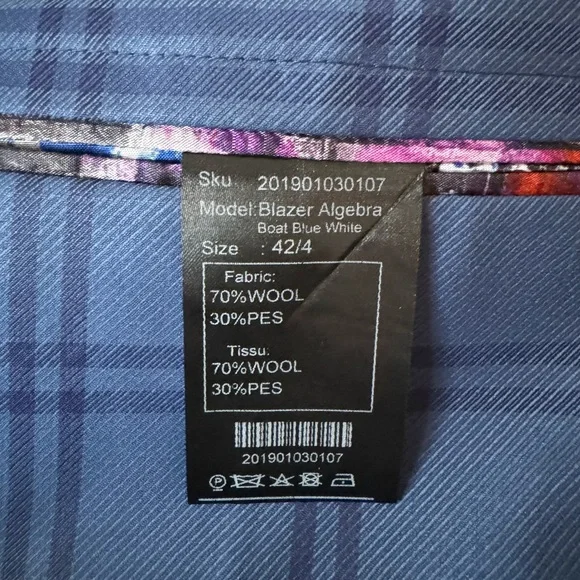 Sku 201901030107
Model:Blazer Algebra
Boat Blue White
Size : 42/4
Fabric:
70%WOOL
30%PES
Tissu:
70%WOOL
30%PES
201901030107
P